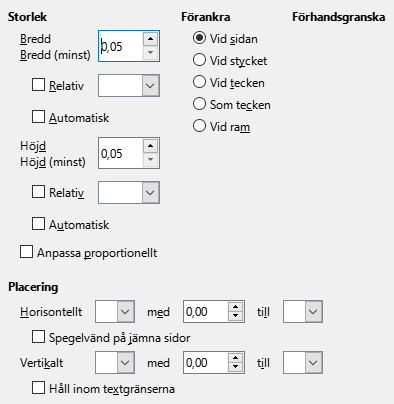 Storlek
Bredd
Bredd (minst)
0,05
Relativ
Automatisk
Höjd
Höjd (minst)
0,05
Relativ
Automatisk
Anpassa proportionellt
Förankra
Vid sidan
Vid stycket
Vid tecken
Som tecken
Vid ram
Förhandsgranska
Placering
Horisontellt med 0,00 till
Spegelvänd på jämna sidor
Vertikalt med 0,00 till
Håll inom textgränserna